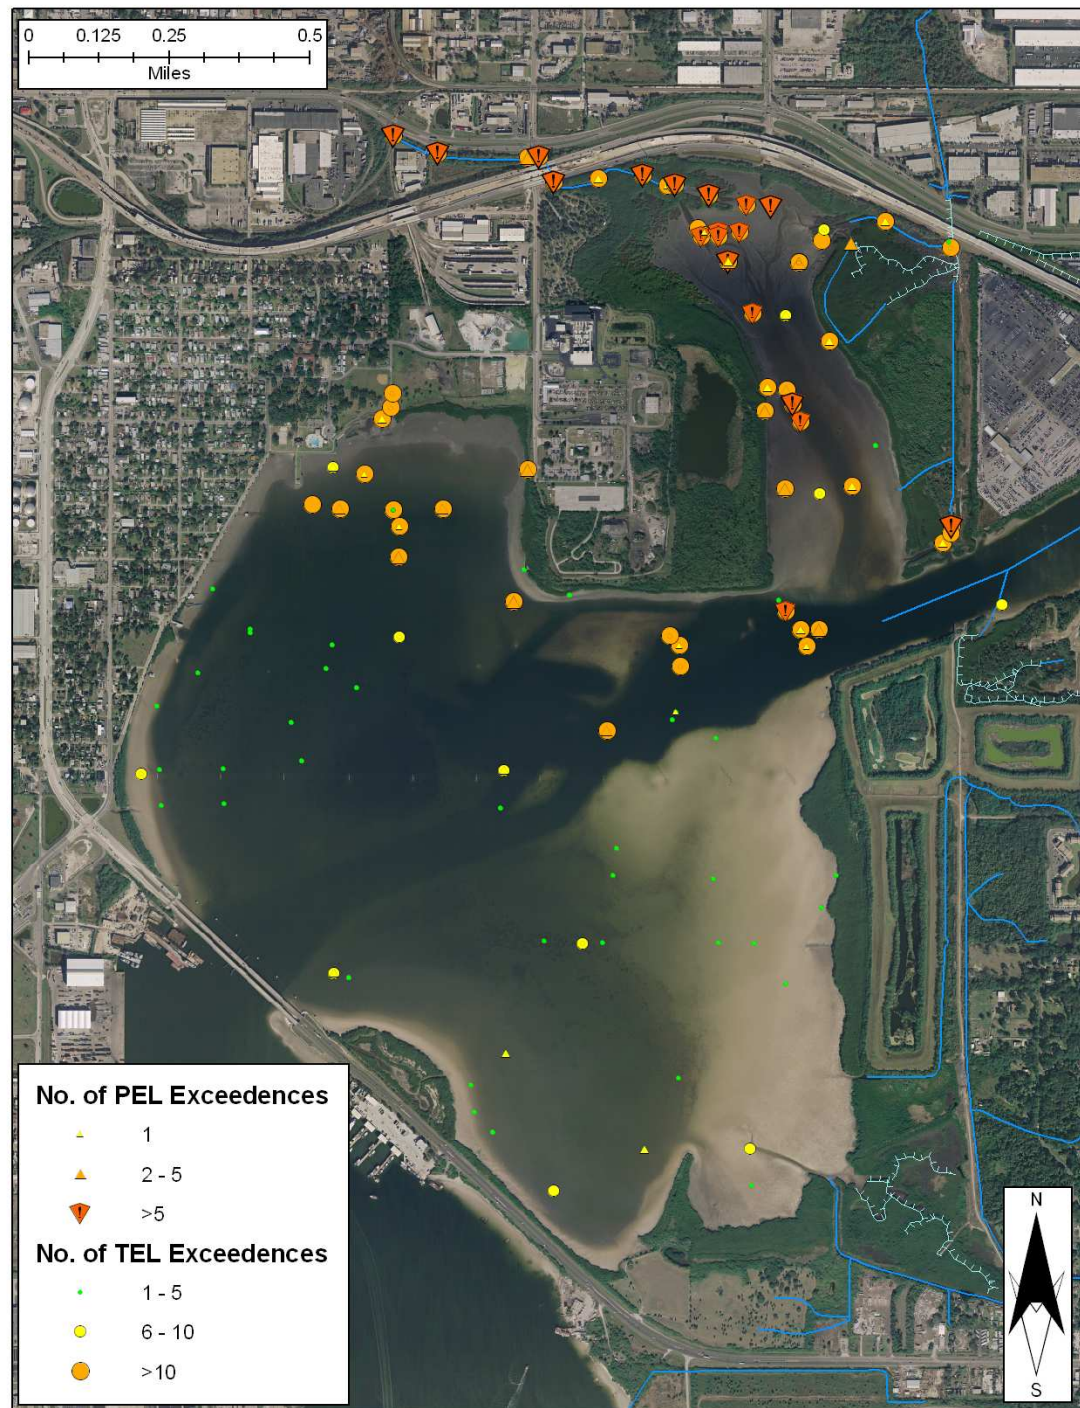 0 0.125 0.25 0.5
Miles
No. of PEL Exceedences
1
2 - 5
>5
No. of TEL Exceedences
1 - 5
6 - 10
>10
N
S